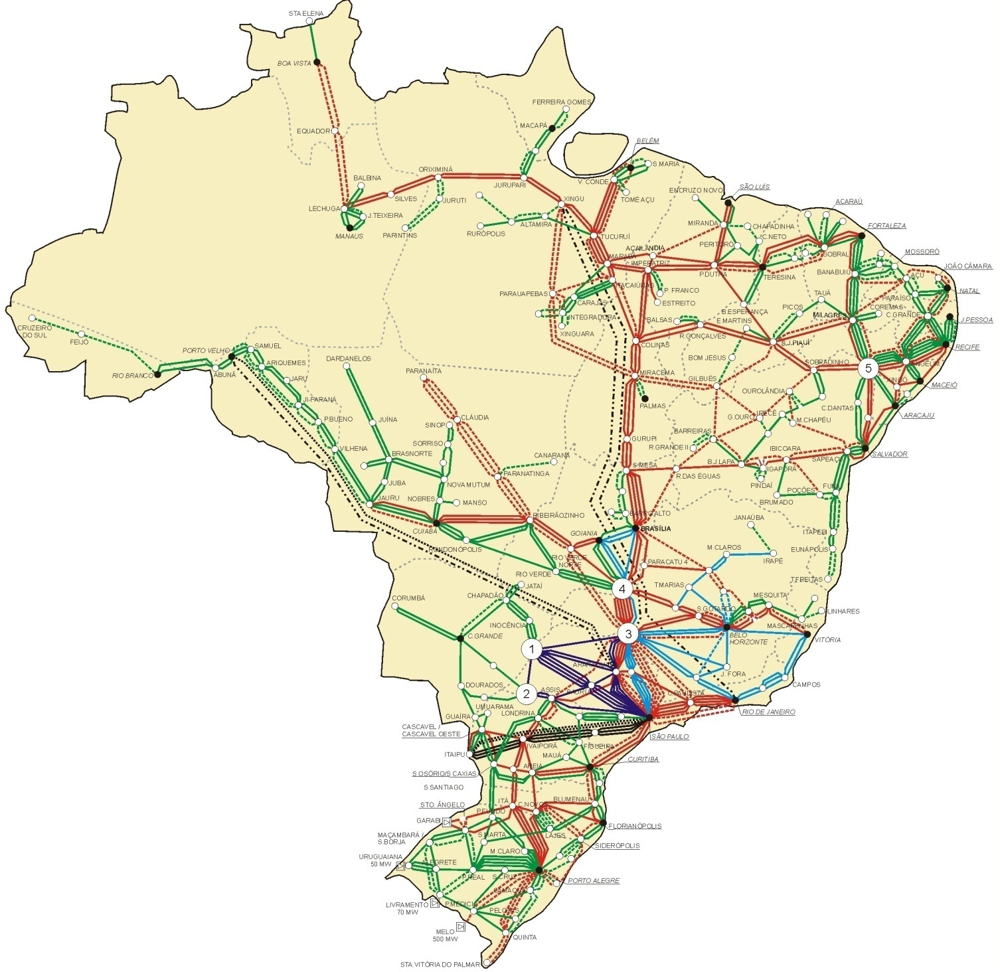 STA ELENA
BOA VISTA
FERREIRA GOMES
MACAPÁ
EQUADOR
BELÉM
S.MARIA
ORIXIMINÁ
BALBINA
V. CONDE
JURUPARI
SÃO LUÍS
ENCRUZO NOVO
TOMÉ AÇU
SILVES
JURUTI
XINGU
ACARAÚ
LECHUGA
J.TEIXEIRA
MIRANDA
CHAPADINHA
FORTALEZA
MANAUS
PARINTINS
RURÓPOLIS
ALTAMIRA
TUCURUÍ
C.NETO
PERITORÓ
AÇAILÂNDIA
MARABÁ
IMPERATRIZ
SOBRAL
MOSSORÓ
P.DUTRA
TERESINA
BANABUIÚ
AÇU
JOÃO CÂMARA
ITACAIÚNAS
PARAUAPEBAS
P. FRANCO
TAUÁ
PARAÍSO
NATAL
CARAJÁS
ESTREITO
B.ESPERANÇA
PICOS
COREMAS
INTEGRADORA
BALSAS
E.MARTINS
MILAGRES
C.GRANDE
J.PESSOA
CRUZEIRO
DO SUL
XINGUARA
R.GONÇALVES
FEIJÓ
COLINAS
S.J.PIAUÍ
RECIFE
SAMUEL
PORTO VELHO
DARDANELOS
BOM JESUS
SOBRADINHO
5
ANGELIM
ARIQUEMES
ABUNÃ
RIO BRANCO
PARANAÍTA
MIRACEMA
GILBUÉS
XINGÓ
MACEIÓ
JARU
OUROLÂNDIA
JI-PARANÁ
PALMAS
C.DANTAS
ARACAJU
P.BUENO
JUÍNA
SINOP
CLÁUDIA
G.OURO
IRECÊ
M.CHAPÉU
BARREIRAS
VILHENA
SORRISO
GURUPI
R.GRANDE II
IBICOARA
BRASNORTE
CANARANA
SAPEAÇU
SALVADOR
S.MESA
B.J.LAPA
IGAPORÃ
PARANATINGA
R.DAS ÉGUAS
JUBA
NOVA MUTUM
PINDAÍ
POÇÕES
JAURU
NOBRES
MANSO
BRUMADO
RIBEIRÃOZINHO
BARRO ALTO
JANAÚBA
CUIABÁ
GOIANIA
BRASÍLIA
ITAPEBI
RONDONÓPOLIS
M.CLAROS
EUNÁPOLIS
RIO VERDE
NORTE
PARACATU 4
IRAPÉ
RIO VERDE
T.FREITAS
JATAÍ
4
T.MARIAS
CHAPADÃO
MESQUITA
CORUMBÁ
S.GOTARDO
LINHARES
INOCÊNCIA
MASCARENHAS
C.GRANDE
3
BELO
HORIZONTE
VITÓRIA
1
J. FORA
DOURADOS
2
ASSIS
CAMPOS
UMUARAMA
GUAÍRA
LONDRINA
RIO DE JANEIRO
CASCAVEL /
CASCAVEL OESTE
SÃO PAULO
IVAIPORÃ
FIGUEIRA
ITAIPU
MAUÁ
CURITIBA
AREIA
S.OSÓRIO/S.CAXIAS
S.SANTIAGO
ITÁ
BLUMENAU
STO. ÂNGELO
C.NOVOS
P.FUNDO
GARABI
FLORIANÓPOLIS
MAÇAMBARÁ /
S.BORJA
S.MARTA
LAJES
SIDERÓPOLIS
M.CLARO
URUGUAIANA
50 MW
ALEGRETE
P.REAL
S.CRUZ
PORTO ALEGRE
CAMAQUÃ
LIVRAMENTO
70 MW
P.MÉDICI
PELOTAS
MELO
500 MW
QUINTA
STA.VITÓRIA DO PALMAR